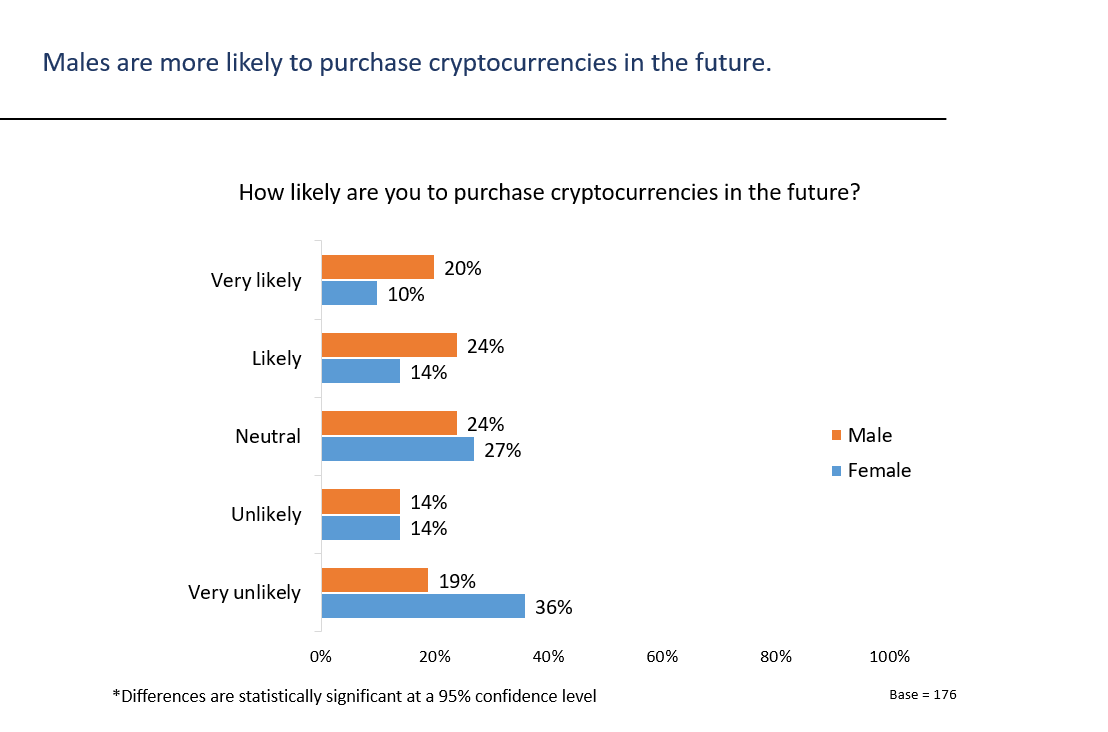 Males are more likely to purchase cryptocurrencies in the future.
How likely are you to purchase cryptocurrencies in the future?
Very likely
20%
10%
Likely
24%
14%
Neutral
24%
27%
Male
Female
Unlikely
14%
14%
Very unlikely
19%
36%
0% 20% 40% 60% 80% 100%
*Differences are statistically significant at a 95% confidence level
Base = 176